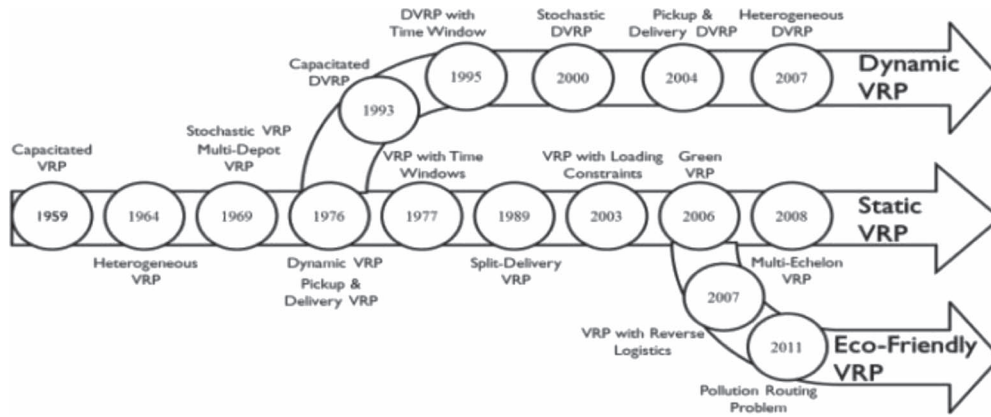 DVRP with
Time Window
Stochastic
DVRP
Pickup &
Delivery DVRP
Heterogeneous
DVRP
Capacitated
DVRP
1993
1995
2000
2004
2007
Dynamic
VRP
Capacitated
VRP
Stochastic VRP
Multi-Depot
VRP
VRP with Time
Windows
VRP with Loading
Constraints
Green
VRP
1959
1964
1969
1976
1977
1989
2003
2006
2008
Static
VRP
Heterogeneous
VRP
Dynamic VRP
Pickup &
Delivery VRP
Split-Delivery
VRP
Multi-Echelon
VRP
2007
VRP with Reverse
Logistics
2011
Eco-Friendly
VRP
Pollution Routing
Problem